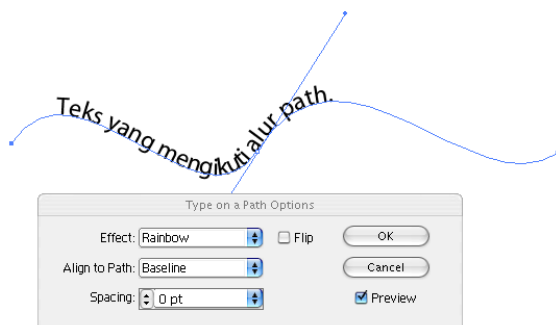 Teks yang mengikuti alur path.
Type on a Path Options
Effect: Rainbow Flip OK
Align to Path: Baseline Cancel
Spacing: 0 pt Preview